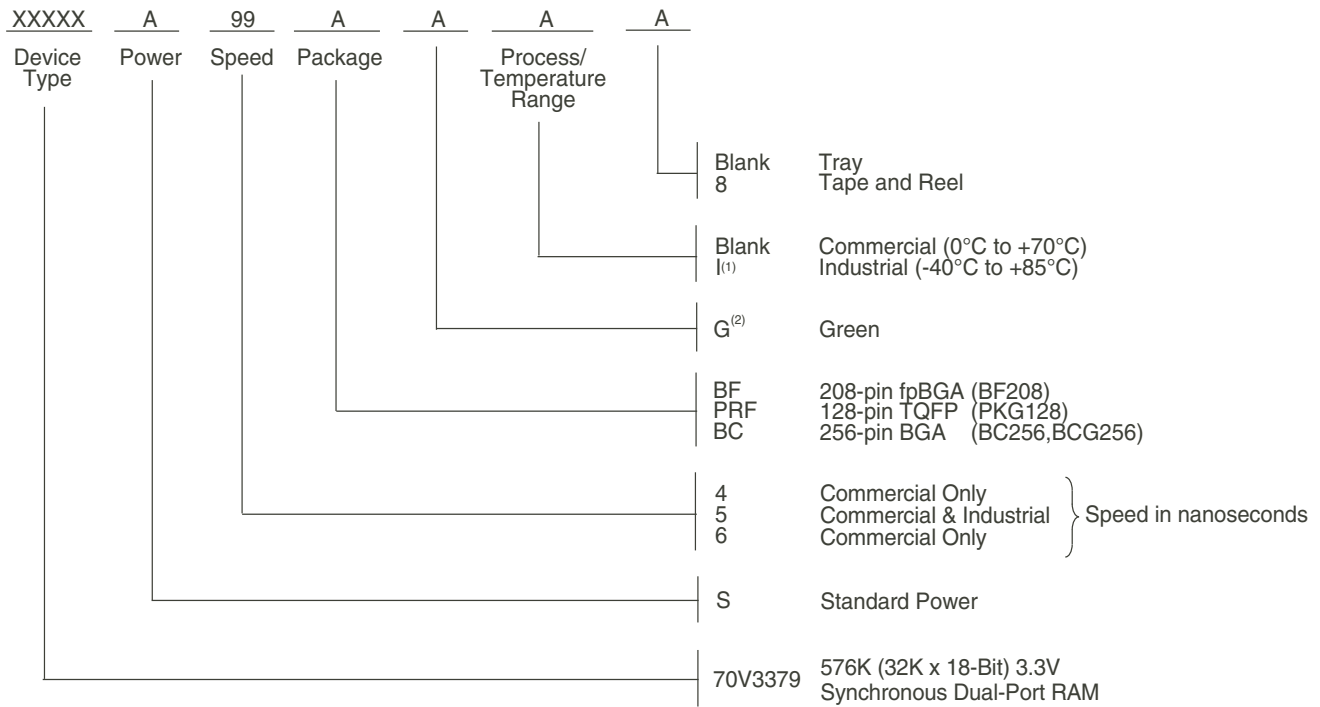 XXXXX A 99 A A A A
Device Type Power Speed Package Process/ Temperature Range
Blank Tray
8 Tape and Reel
Blank Commercial (0°C to +70°C)
I(1) Industrial (-40°C to +85°C)
G(2) Green
BF 208-pin fpBGA (BF208)
PRF 128-pin TQFP (PKG128)
BC 256-pin BGA (BC256,BCG256)
4 Commercial Only
5 Commercial & Industrial Speed in nanoseconds
6 Commercial Only
S Standard Power
70V3379 576K (32K x 18-Bit) 3.3V
Synchronous Dual-Port RAM